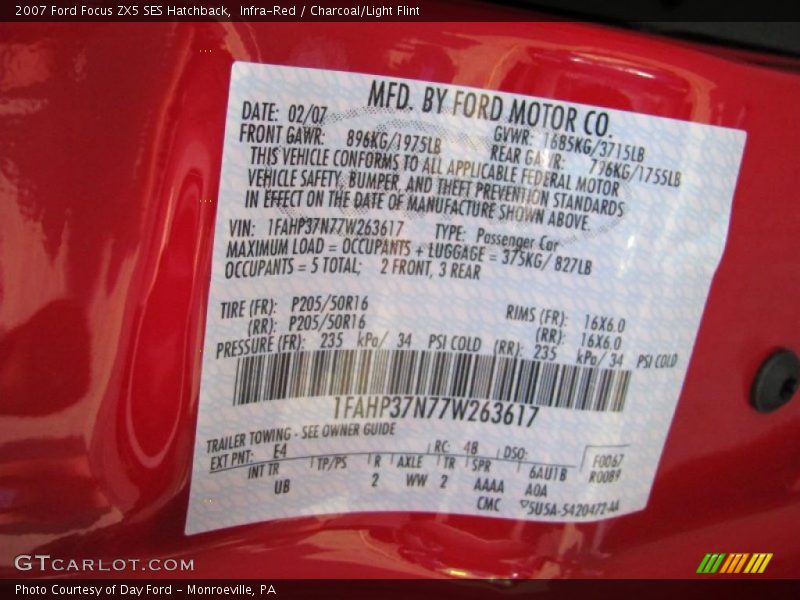 2007 Ford Focus ZX5 SES Hatchback,  Infra-Red / Charcoal/Light Flint
MFD. BY FORD MOTOR CO.
DATE: 02/07 GVWR: 1685KG/3715LB
FRONT GAWR: 896KG/1975LB REAR GAWR: 796KG/1755LB
THIS VEHICLE CONFORMS TO ALL APPLICABLE FEDERAL MOTOR
VEHICLE SAFETY, BUMPER, AND THEFT PREVENTION STANDARDS
IN EFFECT ON THE DATE OF MANUFACTURE SHOWN ABOVE.
VIN: 1FAHP37N77W263617 TYPE: Passenger Car
MAXIMUM LOAD = OCCUPANTS + LUGGAGE = 375KG/ 827LB
OCCUPANTS = 5 TOTAL; 2 FRONT, 3 REAR
TIRE (FR): P205/50R16 RIMS (FR): 16X6.0
(RR): P205/50R16 (RR): 16X6.0
PRESSURE (FR): 235 kPa/ 34 PSI COLD (RR): 235 kPa/ 34 PSI COLD
1FAHP37N77W263617
TRAILER TOWING - SEE OWNER GUIDE
EXT PNT: E4 RC: 48 DSO: F0067
INT TR TP/PS R AXLE TR SPR 6AU1B R0089
UB 2 WW 2 AAAA AOA
CMC 5U5A-5420472-AA
GTCARLOT.COM
Photo Courtesy of Day Ford - Monroeville, PA